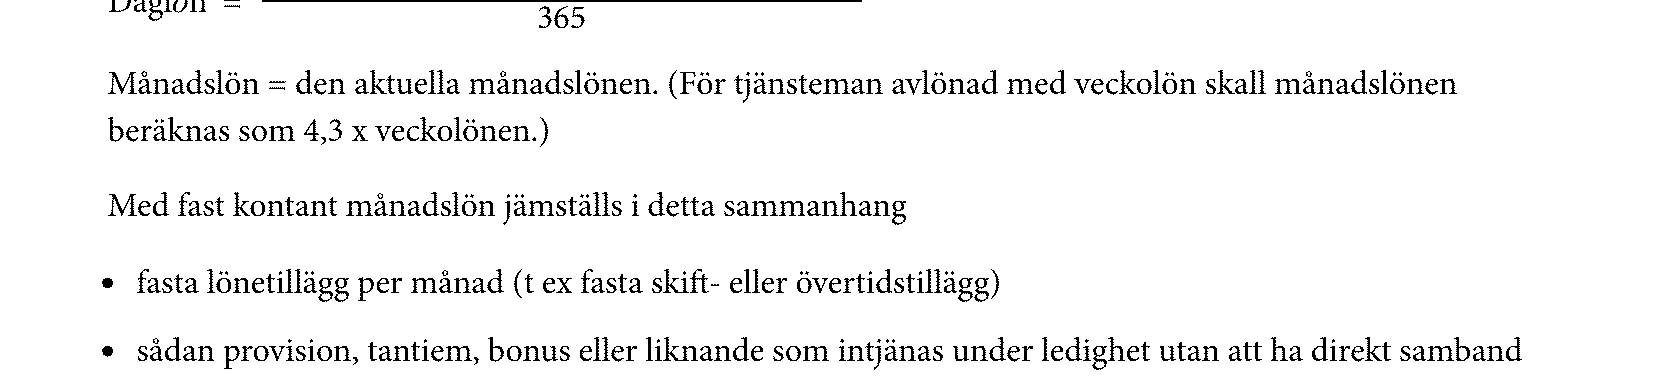 Daglön =
365
Månadslön = den aktuella månadslönen. (För tjänsteman avlönad med veckolön skall månadslönen
beräknas som 4,3 x veckolönen.)
Med fast kontant månadslön jämställs i detta sammanhang
• fasta lönetillägg per månad (t ex fasta skift- eller övertidstillägg)
• sådan provision, tantiem, bonus eller liknande som intjänas under ledighet utan att ha direkt samband